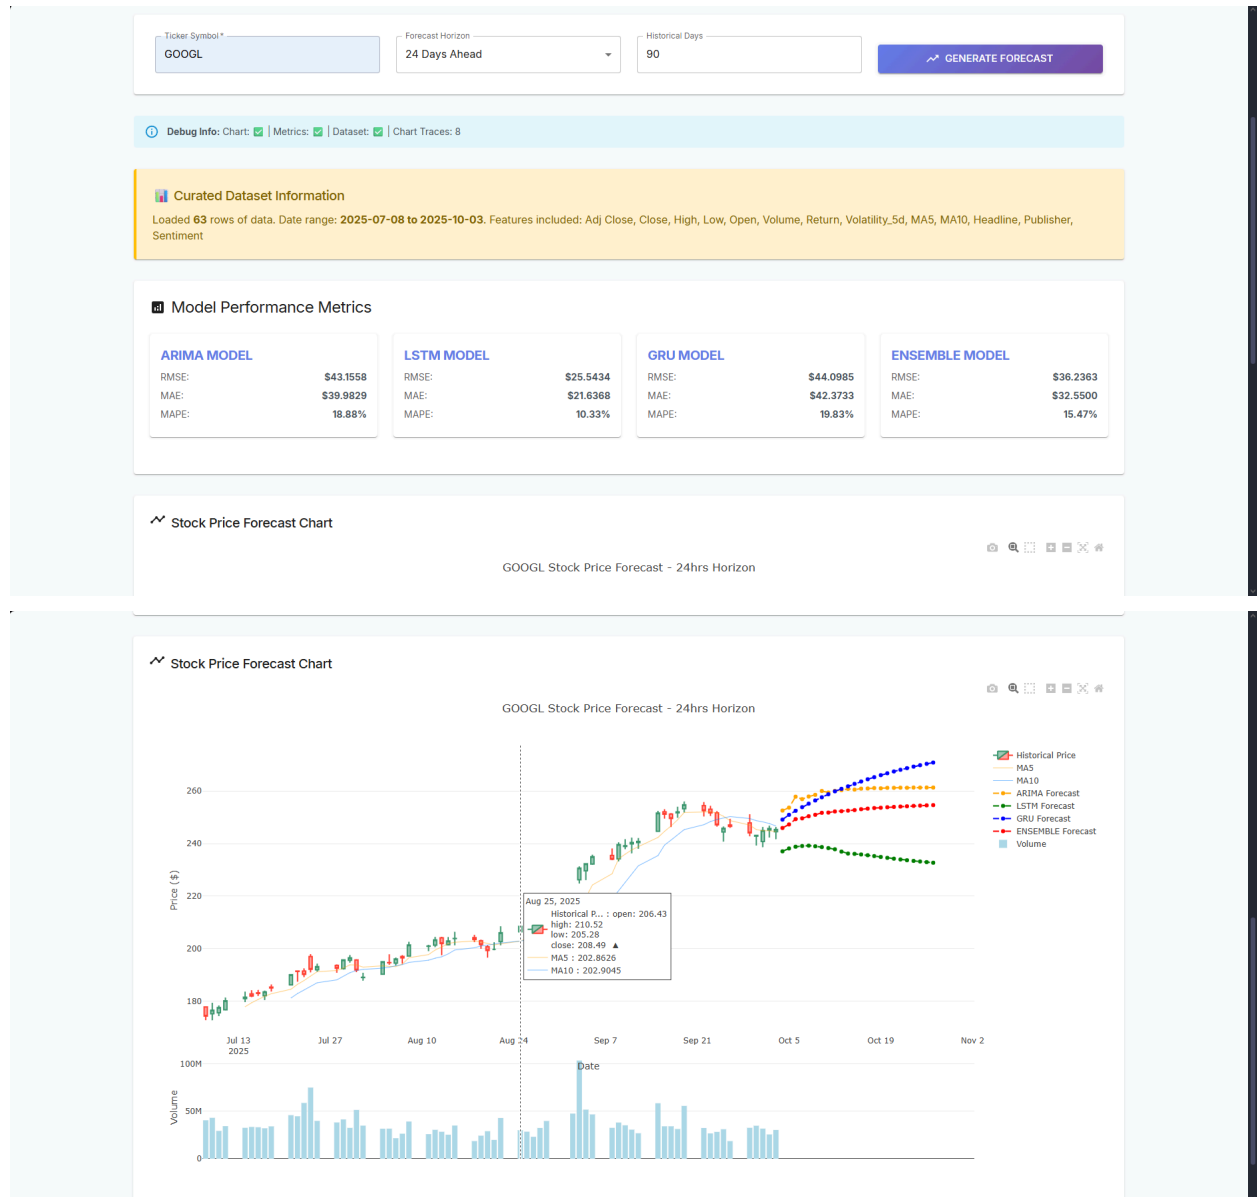 Ticker Symbol *
GOOGL
Forecast Horizon
24 Days Ahead
Historical Days
90
GENERATE FORECAST
Debug Info: Chart: ✅ | Metrics: ✅ | Dataset: ✅ | Chart Traces: 8
Curated Dataset Information
Loaded 63 rows of data. Date range: 2025-07-08 to 2025-10-03. Features included: Adj Close, Close, High, Low, Open, Volume, Return, Volatility_5d, MA5, MA10, Headline, Publisher,
Sentiment
Model Performance Metrics
ARIMA MODEL
RMSE: $43.1558
MAE: $39.9829
MAPE: 18.88%
LSTM MODEL
RMSE: $25.5434
MAE: $21.6368
MAPE: 10.33%
GRU MODEL
RMSE: $44.0985
MAE: $42.3733
MAPE: 19.83%
ENSEMBLE MODEL
RMSE: $36.2363
MAE: $32.5500
MAPE: 15.47%
Stock Price Forecast Chart
GOOGL Stock Price Forecast - 24hrs Horizon
Stock Price Forecast Chart
GOOGL Stock Price Forecast - 24hrs Horizon
Historical Price
MA5
MA10
ARIMA Forecast
LSTM Forecast
GRU Forecast
ENSEMBLE Forecast
Volume
Price ($)
260
240
220
200
180
Aug 25, 2025
Historical P... : open: 206.43
high: 210.52
low: 205.28
close: 208.49 ▲
MA5 : 202.8626
MA10 : 202.9045
Jul 13
2025
Jul 27
Aug 10
Aug 24
Sep 7
Sep 21
Oct 5
Oct 19
Nov 2
Date
Volume
100M
50M
0